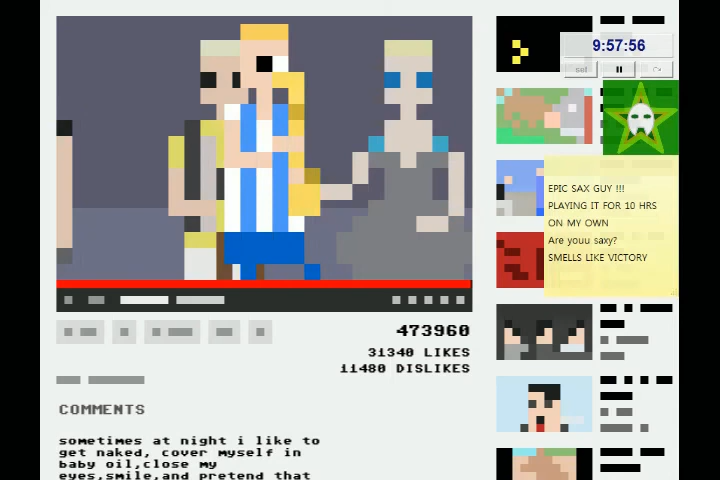 9:57:56
EPIC SAX GUY !!!
PLAYING IT FOR 10 HRS
ON MY OWN
Are youu saxy?
SMELLS LIKE VICTORY
473960
31340 LIKES
11480 DISLIKES
COMMENTS
sometimes at night i like to
get naked, cover myself in
baby oil,close my
eyes,smile,and pretend that